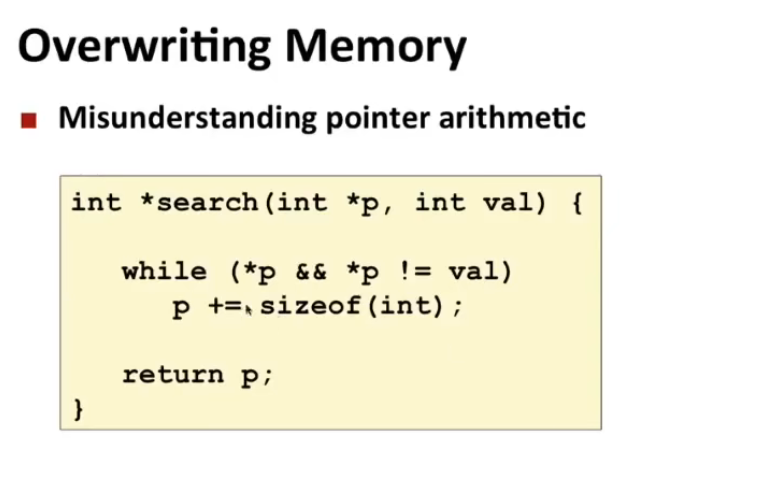 Overwriting Memory
Misunderstanding pointer arithmetic
int *search(int *p, int val) {
while (*p && *p != val)
p += sizeof(int);
return p;
}